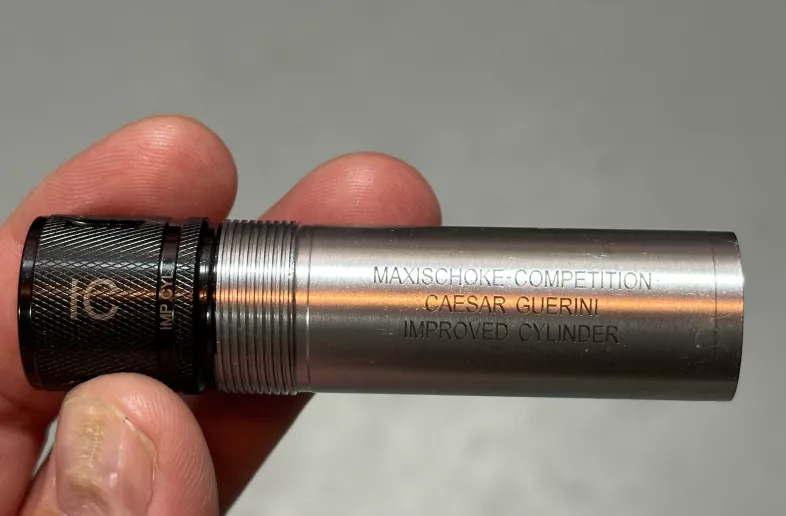 IC
IMP.CYL
MAXISCHOKE-COMPETITION
CAESAR GUERINI
IMPROVED CYLINDER